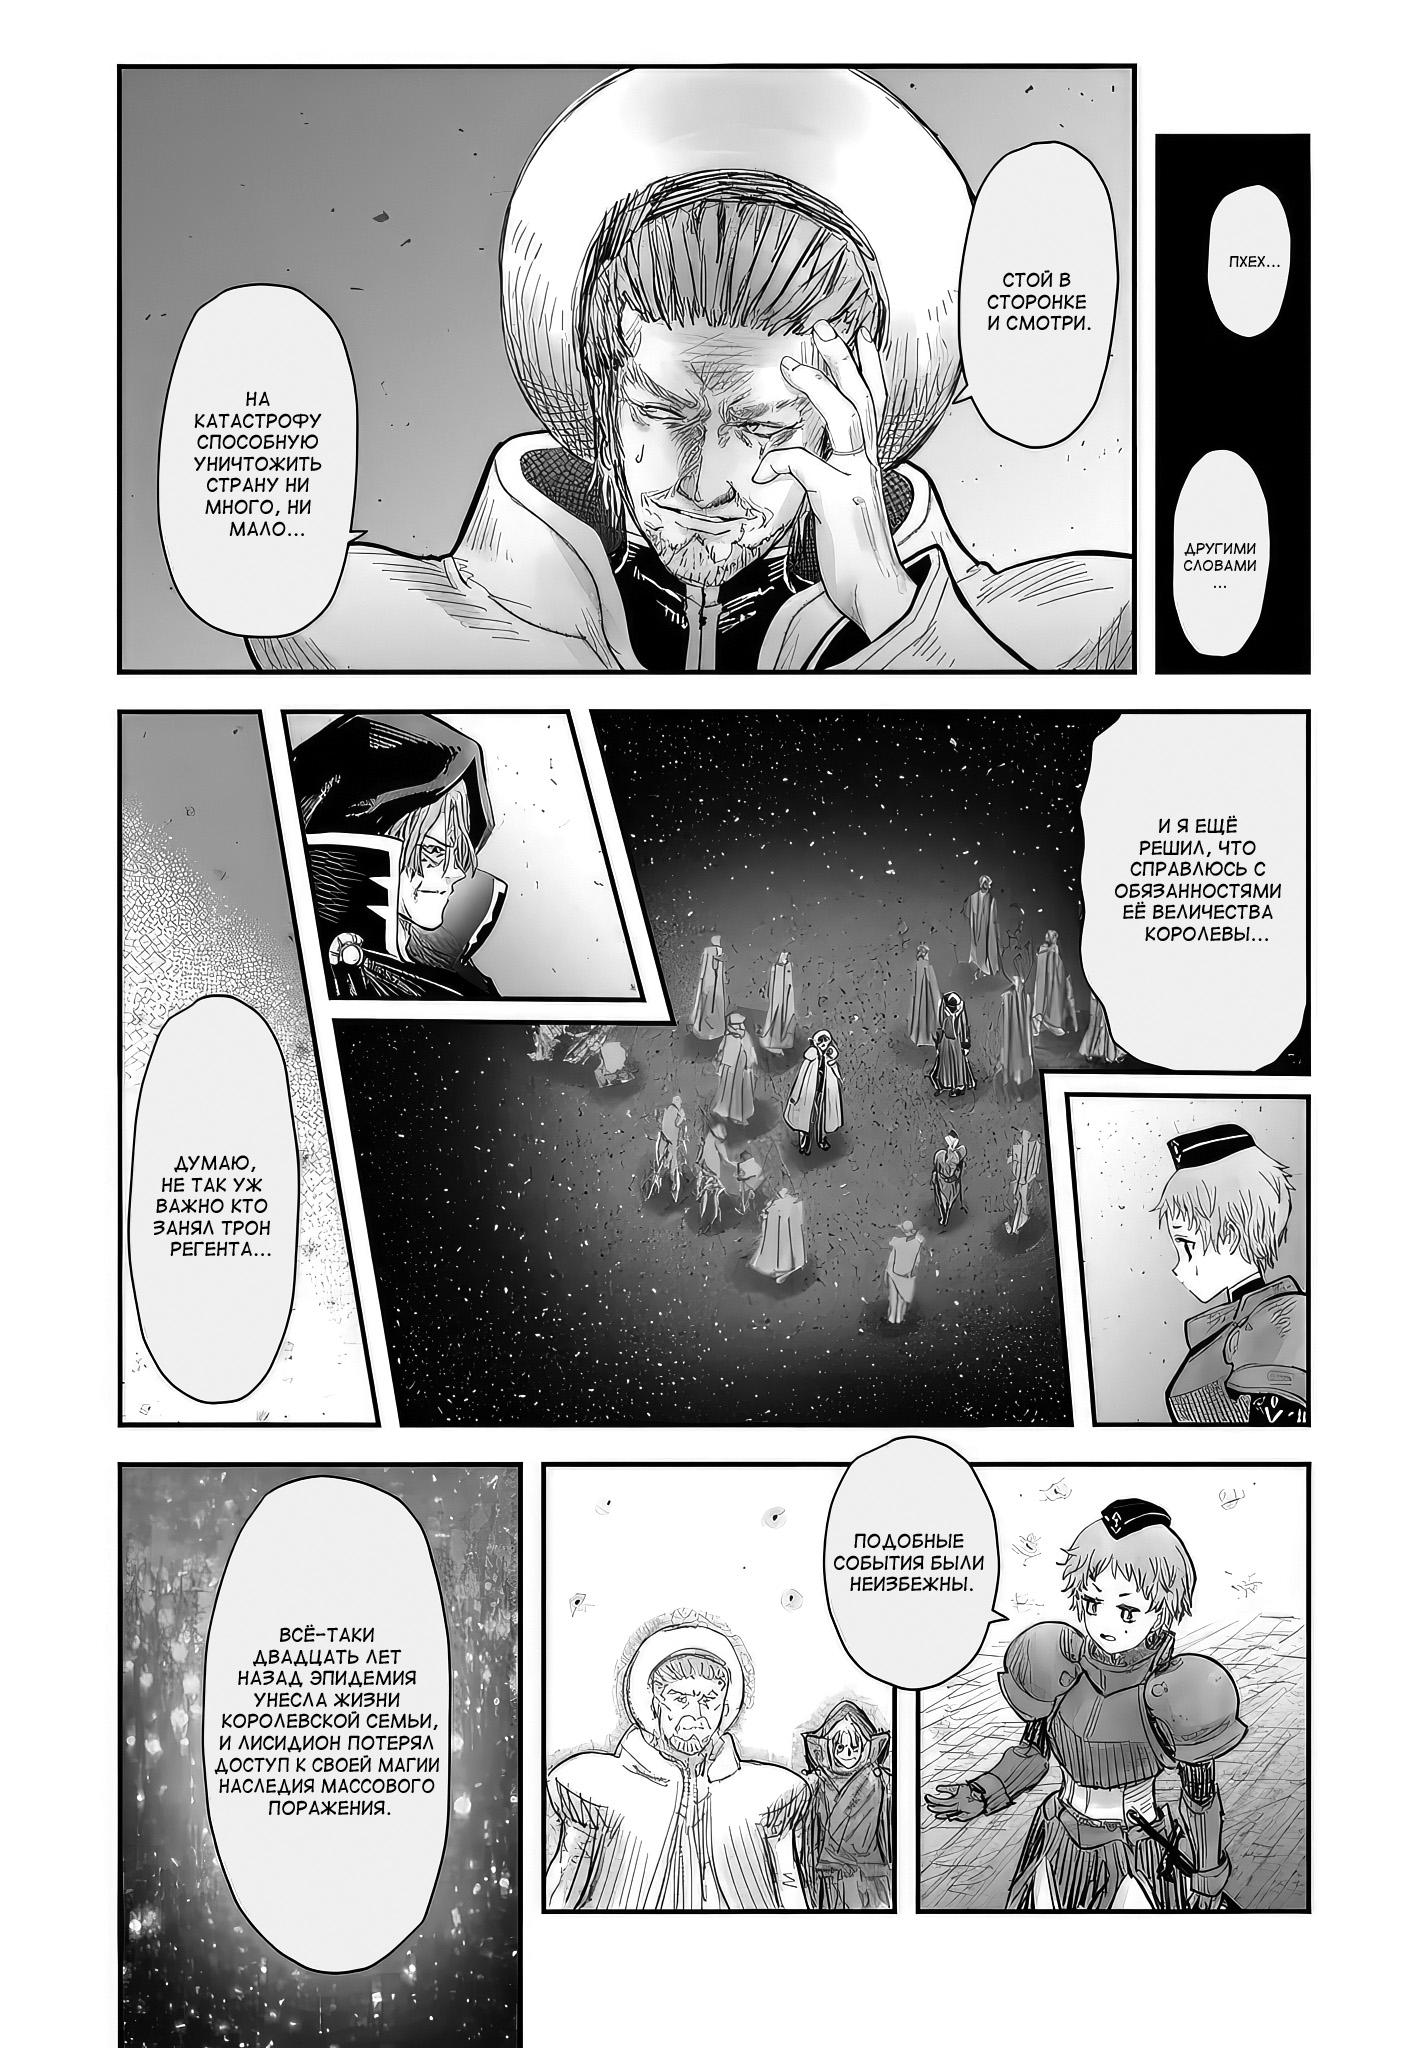 ПХЕХ...
ДРУГИМИ
СЛОВАМИ
...
СТОЙ В
СТОРОНКЕ
И СМОТРИ.
НА
КАТАСТРОФУ
СПОСОБНУЮ
УНИЧТОЖИТЬ
СТРАНУ НИ
МНОГО, НИ
МАЛО...
И Я ЕЩЁ
РЕШИЛ, ЧТО
СПРАВЛЮСЬ С
ОБЯЗАННОСТЯМИ
ЕЁ ВЕЛИЧЕСТВА
КОРОЛЕВЫ...
ДУМАЮ,
НЕ ТАК УЖ
ВАЖНО КТО
ЗАНЯЛ ТРОН
РЕГЕНТА...
ПОДОБНЫЕ
СОБЫТИЯ БЫЛИ
НЕИЗБЕЖНЫ.
ВСЁ-ТАКИ
ДВАДЦАТЬ ЛЕТ
НАЗАД ЭПИДЕМИЯ
УНЕСЛА ЖИЗНИ
КОРОЛЕВСКОЙ СЕМЬИ,
И ЛИСИДИОН ПОТЕРЯЛ
ДОСТУП К СВОЕЙ МАГИИ
НАСЛЕДИЯ МАССОВОГО
ПОРАЖЕНИЯ.